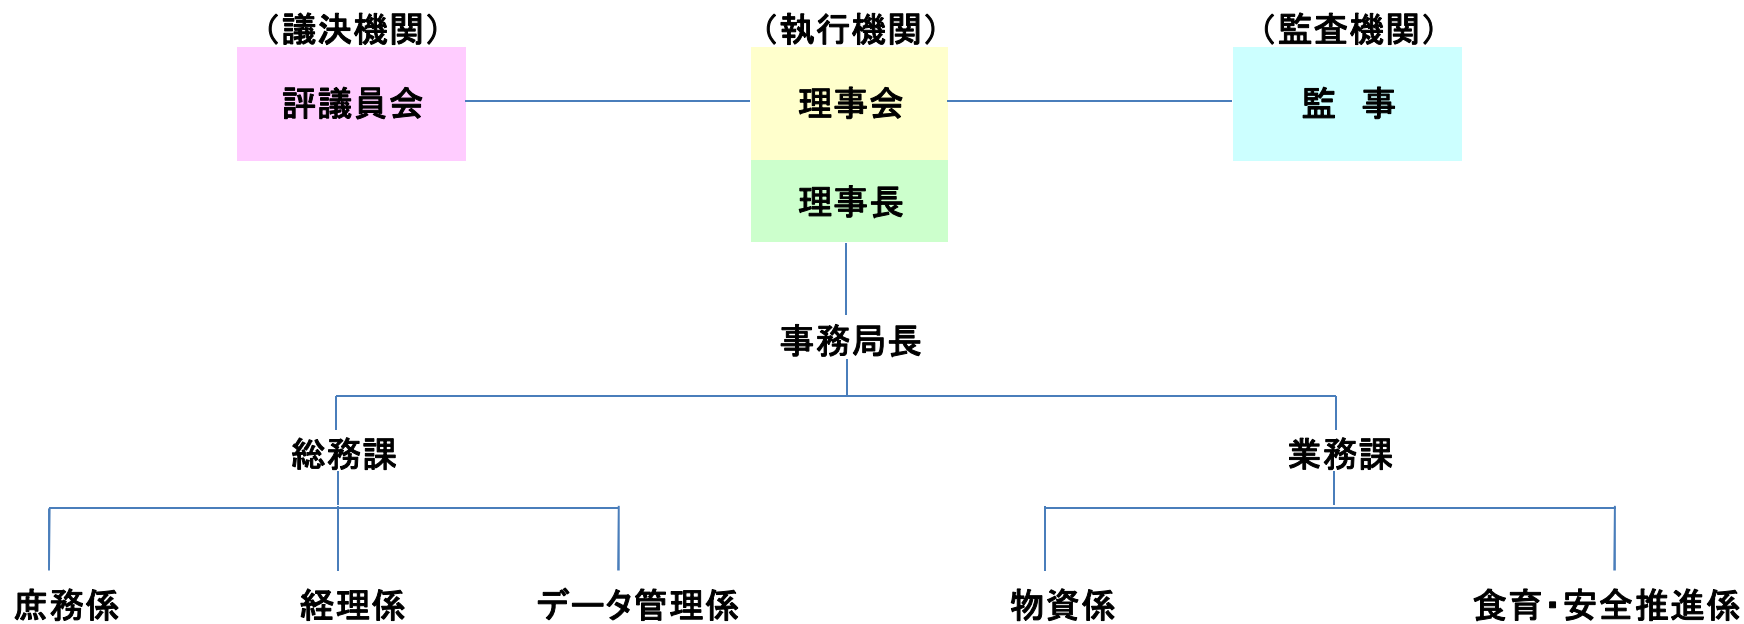 （議決機関）
（執行機関）
（監査機関）
評議員会
理事会
監　事
理事長
事務局長
総務課
業務課
庶務係
経理係
データ管理係
物資係
食育・安全推進係